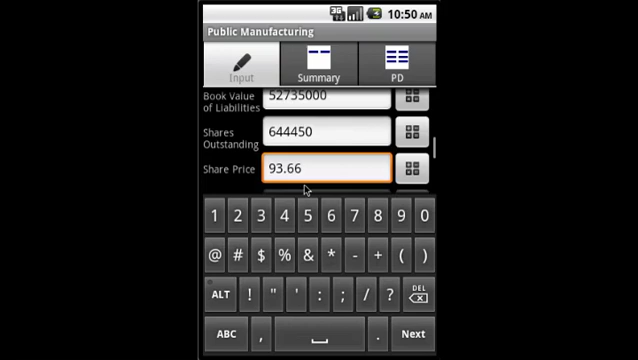 3G
10:50 AM
Public Manufacturing
Input
Summary
PD
Book Value of Liabilities
52735000
Shares Outstanding
644450
Share Price
93.66
1 2 3 4 5 6 7 8 9 0
@ # $ % & * - + ( )
ALT ! " ' : ; / ? DEL
ABC , . Next